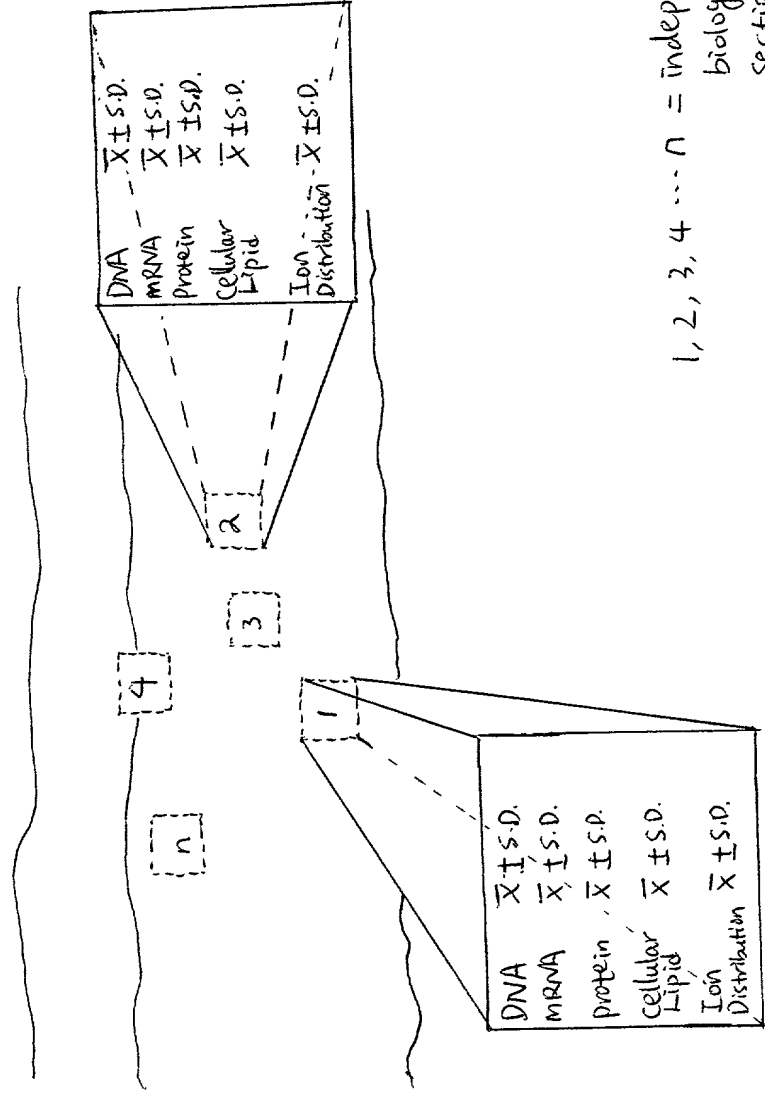 DNA X̄ ± S.D.
mRNA X̄ ± S.D.
Protein X̄ ± S.D.
Cellular
Lipid X̄ ± S.D.
Ion
Distribution X̄ ± S.D.
4
n
2
3
1
DNA X̄ ± S.D.
mRNA X̄ ± S.D.
Protein X̄ ± S.D.
Cellular
Lipid X̄ ± S.D.
Ion
Distribution X̄ ± S.D.
1, 2, 3, 4 ... n = indep
biolog